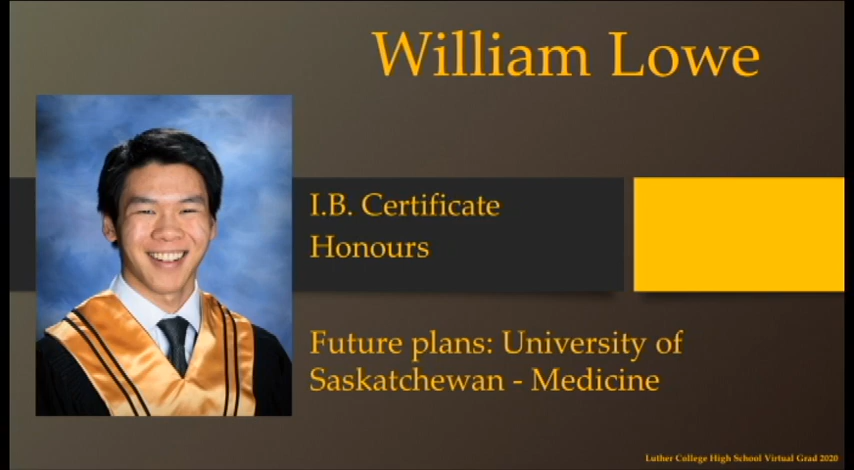 William Lowe
I.B. Certificate
Honours
Future plans: University of
Saskatchewan - Medicine
Luther College High School Virtual Grad 2020